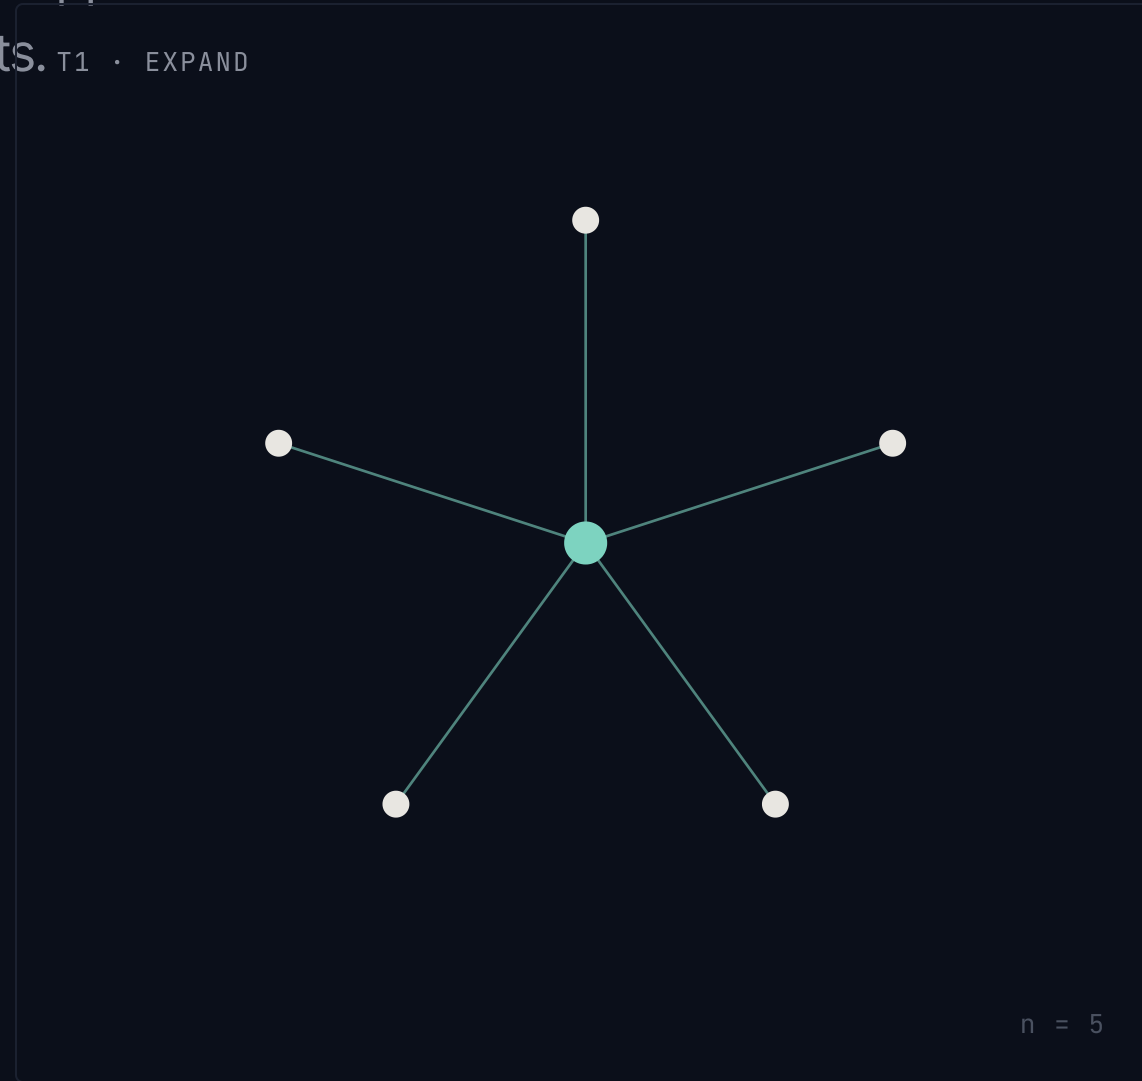 ts.
T1 · EXPAND
n = 5